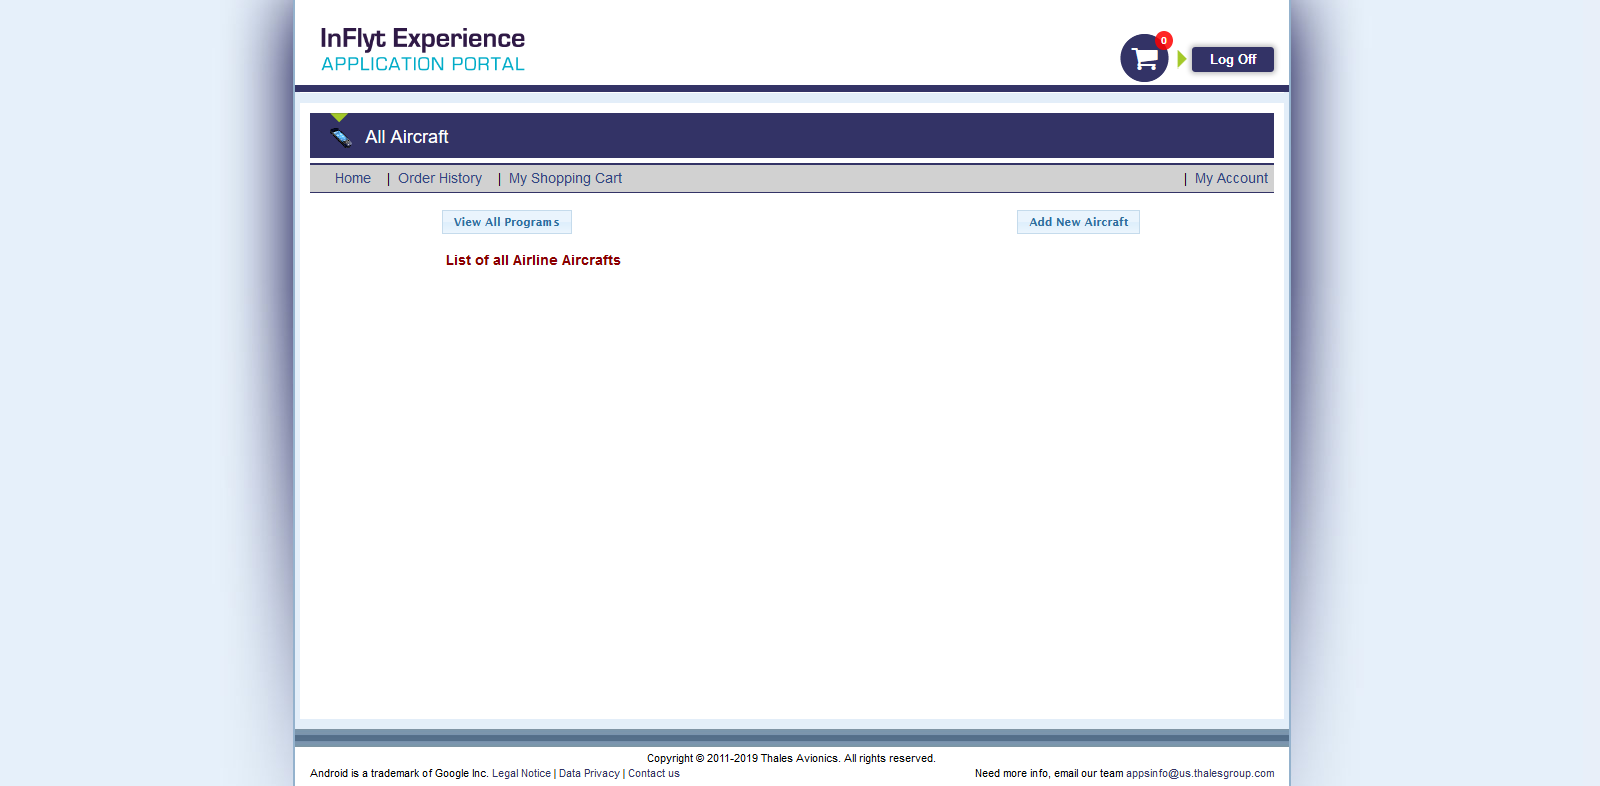 InFlyt Experience
APPLICATION PORTAL
0
Log Off
All Aircraft
Home | Order History | My Shopping Cart | My Account
View All Programs
Add New Aircraft
List of all Airline Aircrafts
Copyright © 2011-2019 Thales Avionics. All rights reserved.
Android is a trademark of Google Inc. Legal Notice | Data Privacy | Contact us
Need more info, email our team appsinfo@us.thalesgroup.com